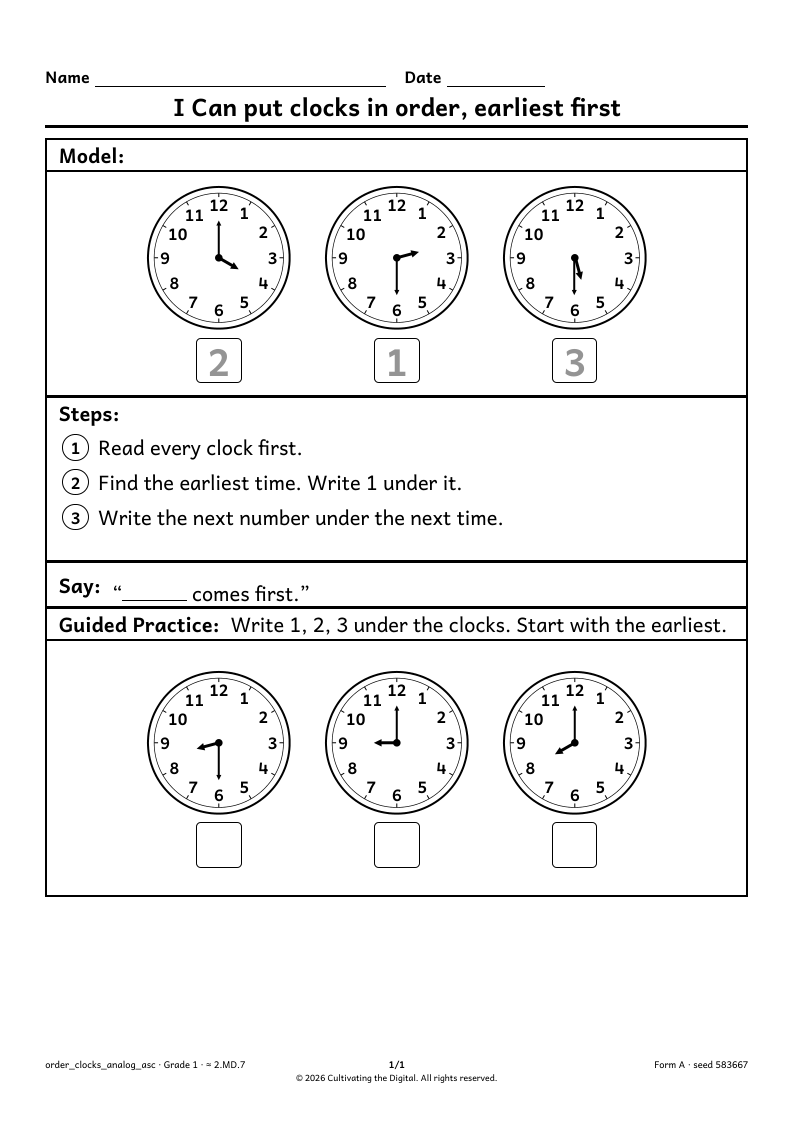 Name Date
I Can put clocks in order, earliest first
Model:
12 1 2 3 4 5 6 7 8 9 10 11
12 1 2 3 4 5 6 7 8 9 10 11
12 1 2 3 4 5 6 7 8 9 10 11
2 1 3
Steps:
1 Read every clock first.
2 Find the earliest time. Write 1 under it.
3 Write the next number under the next time.
Say: “______ comes first.”
Guided Practice: Write 1, 2, 3 under the clocks. Start with the earliest.
12 1 2 3 4 5 6 7 8 9 10 11
12 1 2 3 4 5 6 7 8 9 10 11
12 1 2 3 4 5 6 7 8 9 10 11
order_clocks_analog_asc · Grade 1 · ≈ 2.MD.7 1/1 Form A · seed 583667
© 2026 Cultivating the Digital. All rights reserved.